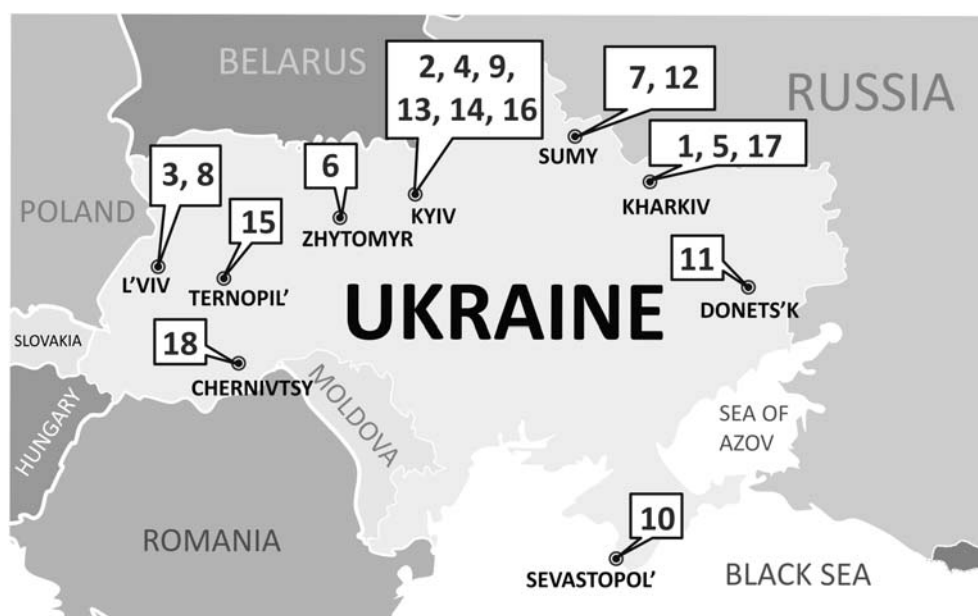 BELARUS
2, 4, 9,
13, 14, 16
7, 12
RUSSIA
SUMY
1, 5, 17
3, 8
6
POLAND
KYIV
KHARKIV
15
ZHYTOMYR
11
L'VIV
TERNOPIL'
UKRAINE
DONETS'K
SLOVAKIA
18
CHERNIVTSY
MOLDOVA
HUNGARY
SEA OF
AZOV
10
ROMANIA
SEVASTOPOL'
BLACK SEA